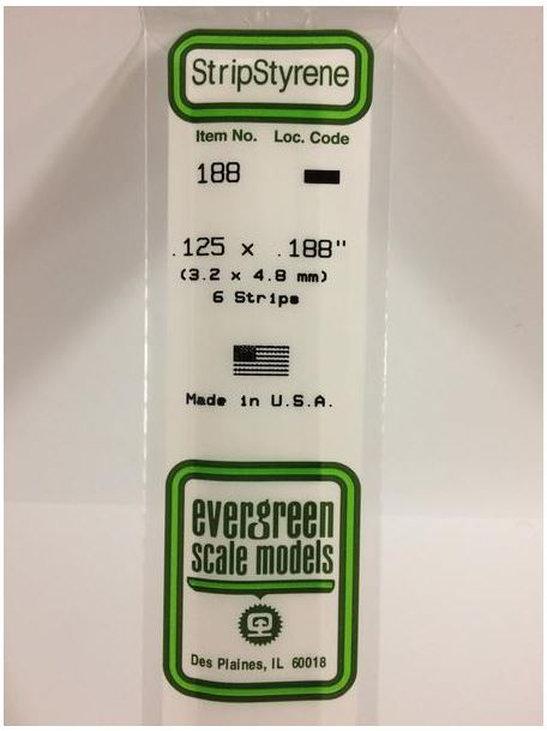 StripStyrene
Item No. Loc. Code
188
.125 x .188"
(3.2 x 4.8 mm)
6 Strips
Made in U.S.A.
evergreen
scale models
Des Plaines, IL 60018